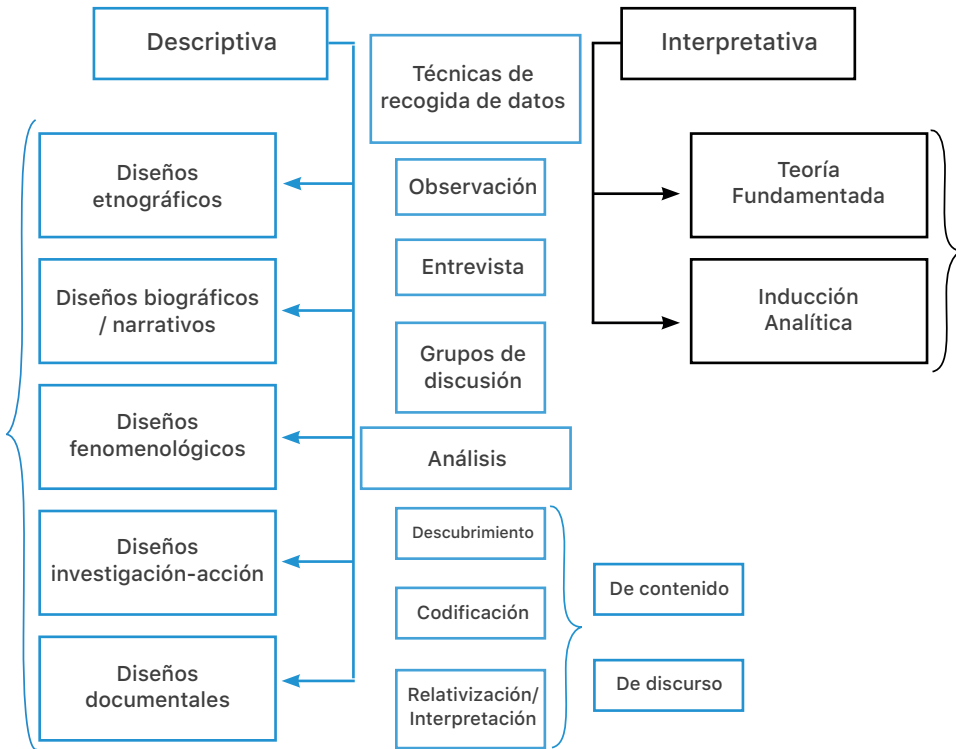 Descriptiva
Diseños
etnográficos
Diseños biográficos
/ narrativos
Diseños
fenomenológicos
Diseños
investigación-acción
Diseños
documentales
Técnicas de
recogida de datos
Observación
Entrevista
Grupos de
discusión
Análisis
Descubrimiento
Codificación
Relativización/
Interpretación
De contenido
De discurso
Interpretativa
Teoría
Fundamentada
Inducción
Analítica